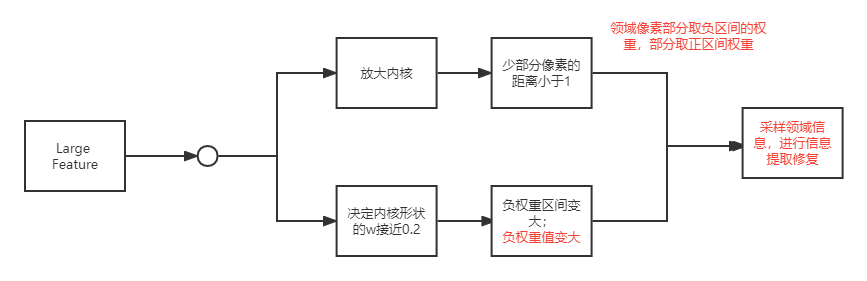 领域像素部分取负区间的权
重，部分取正区间权重
放大内核
少部分像素的
距离小于1
Large
Feature
采样领域信
息，进行信息
提取修复
决定内核形状
的w接近0.2
负权重区间变
大；
负权重值变大